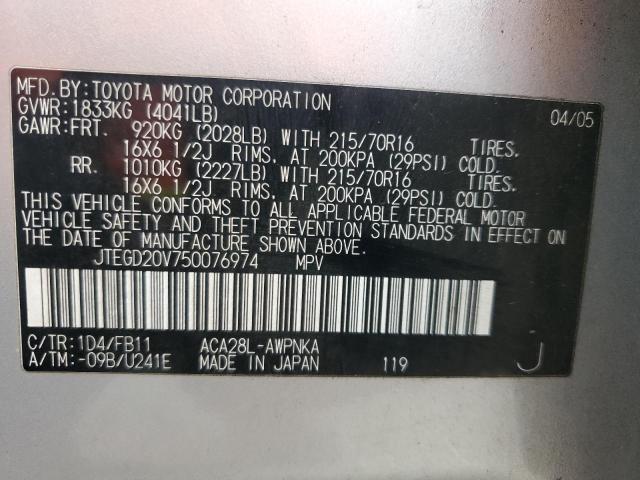 MFD.BY:TOYOTA MOTOR CORPORATION 04/05
GVWR:1833KG (4041LB)
GAWR:FRT. 920KG (2028LB) WITH 215/70R16 TIRES.
16X6 1/2J RIMS, AT 200KPA (29PSI) COLD.
RR. 1010KG (2227LB) WITH 215/70R16 TIRES.
16X6 1/2J RIMS, AT 200KPA (29PSI) COLD.
THIS VEHICLE CONFORMS TO ALL APPLICABLE FEDERAL MOTOR
VEHICLE SAFETY AND THEFT PREVENTION STANDARDS IN EFFECT ON
THE DATE OF MANUFACTURE SHOWN ABOVE.
JTEGD20V750076974 MPV
C/TR:1D4/FB11 ACA28L-AWPNKA J
A/TM:-09B/U241E MADE IN JAPAN 119